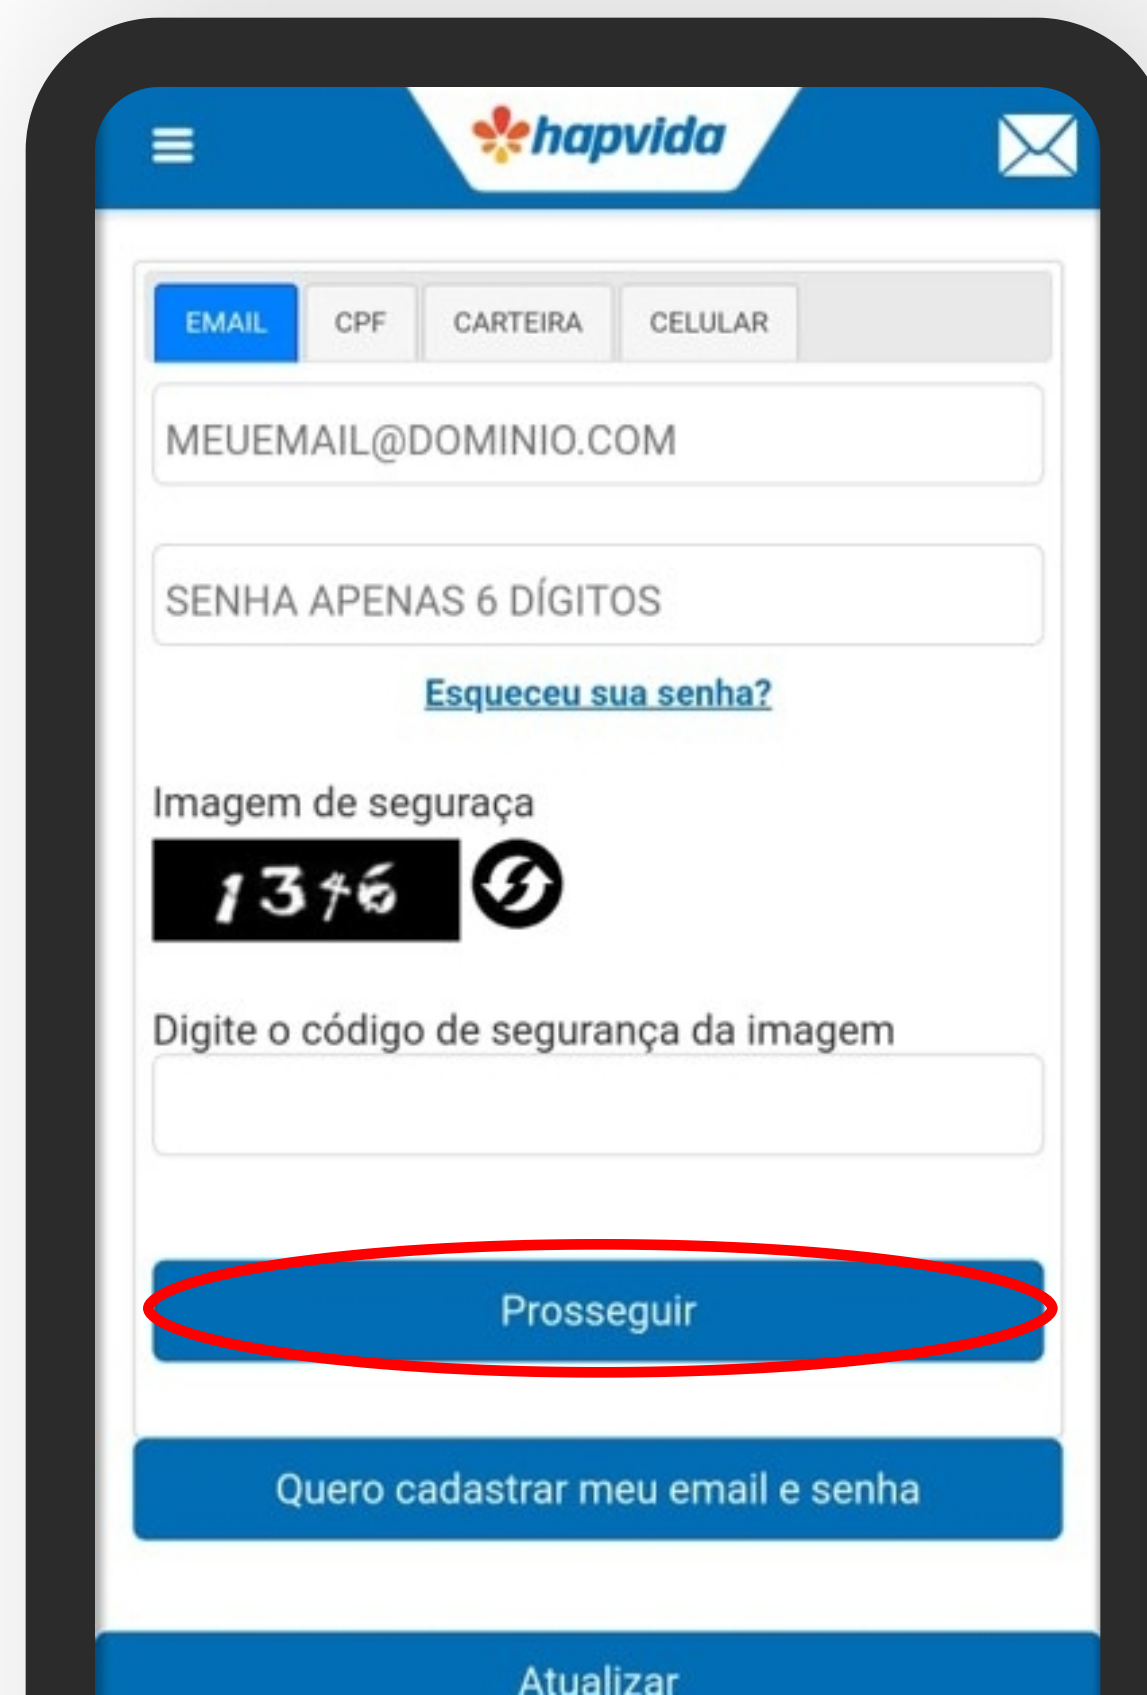 hapvida
EMAIL CPF CARTEIRA CELULAR
MEUEMAIL@DOMINIO.COM
SENHA APENAS 6 DÍGITOS
Esqueceu sua senha?
Imagem de seguraça
1346
Digite o código de segurança da imagem
Prosseguir
Quero cadastrar meu email e senha
Atualizar